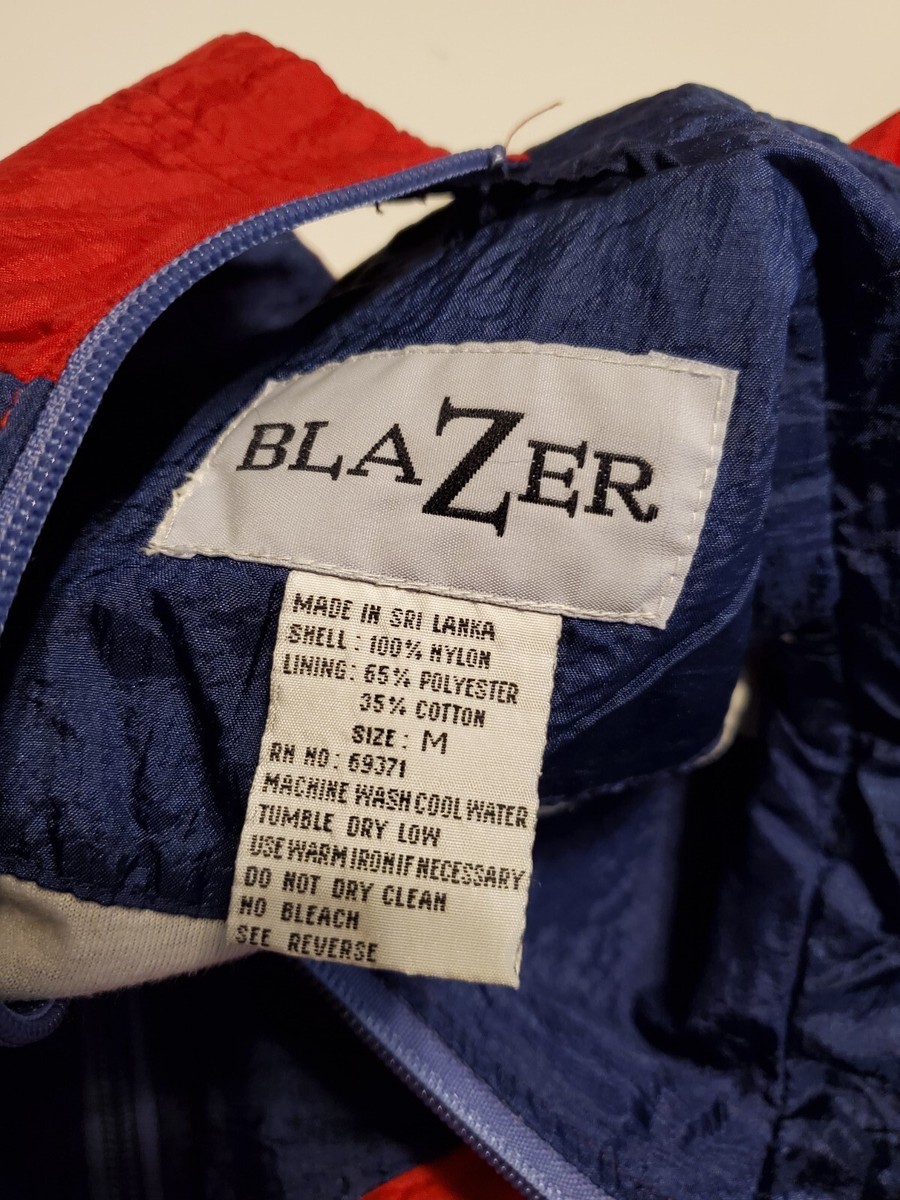 BLAZER
MADE IN SRI LANKA
SHELL: 100% NYLON
LINING: 65% POLYESTER
35% COTTON
SIZE: M
RN NO: 69371
MACHINE WASH COOL WATER
TUMBLE DRY LOW
USE WARM IRON IF NECESSARY
DO NOT DRY CLEAN
NO BLEACH
SEE REVERSE